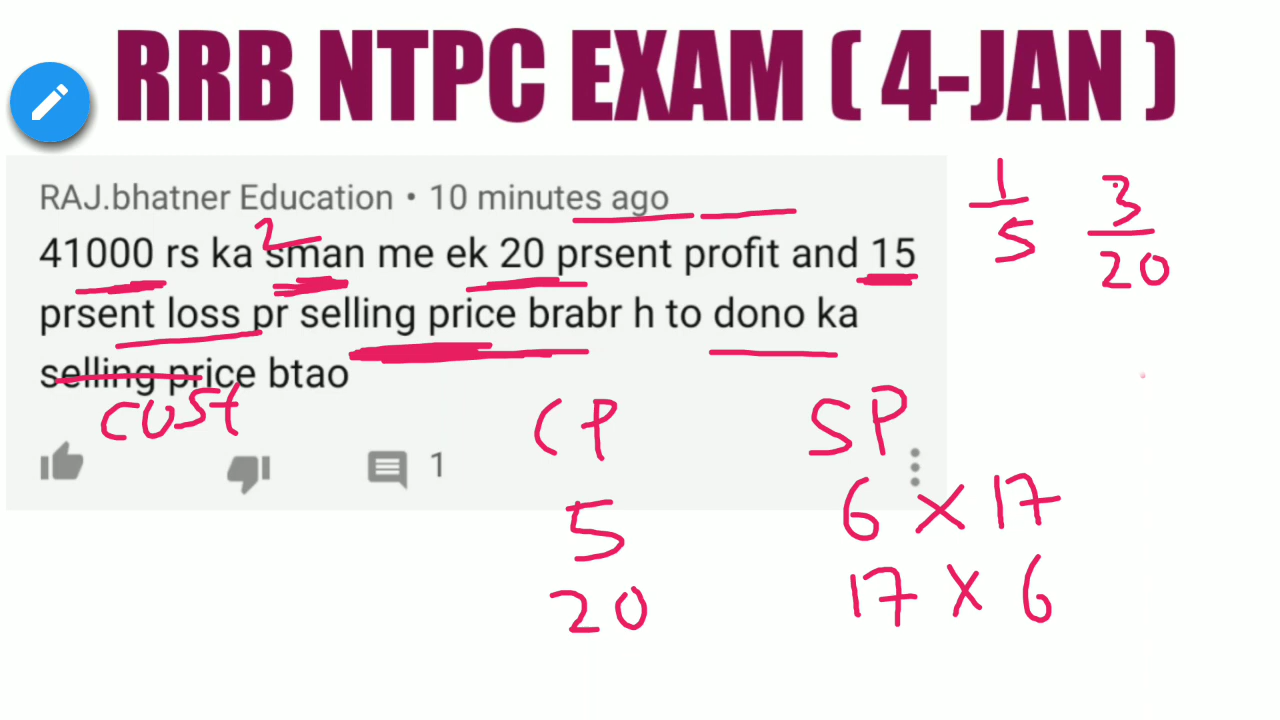 RRB NTPC EXAM ( 4-JAN )
RAJ.bhatner Education • 10 minutes ago
41000 rs ka sman me ek 20 prsent profit and 15
2
prsent loss pr selling price brabr h to dono ka
selling price btao
cost
1
1
5
3
20
CP SP
5 6 × 17
20 17 × 6